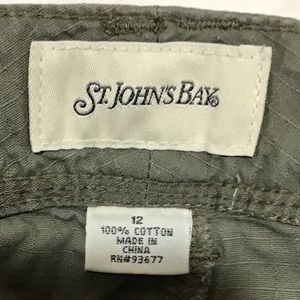 ST. JOHN'S BAY®
12
100% COTTON
MADE IN
CHINA
RN#93677